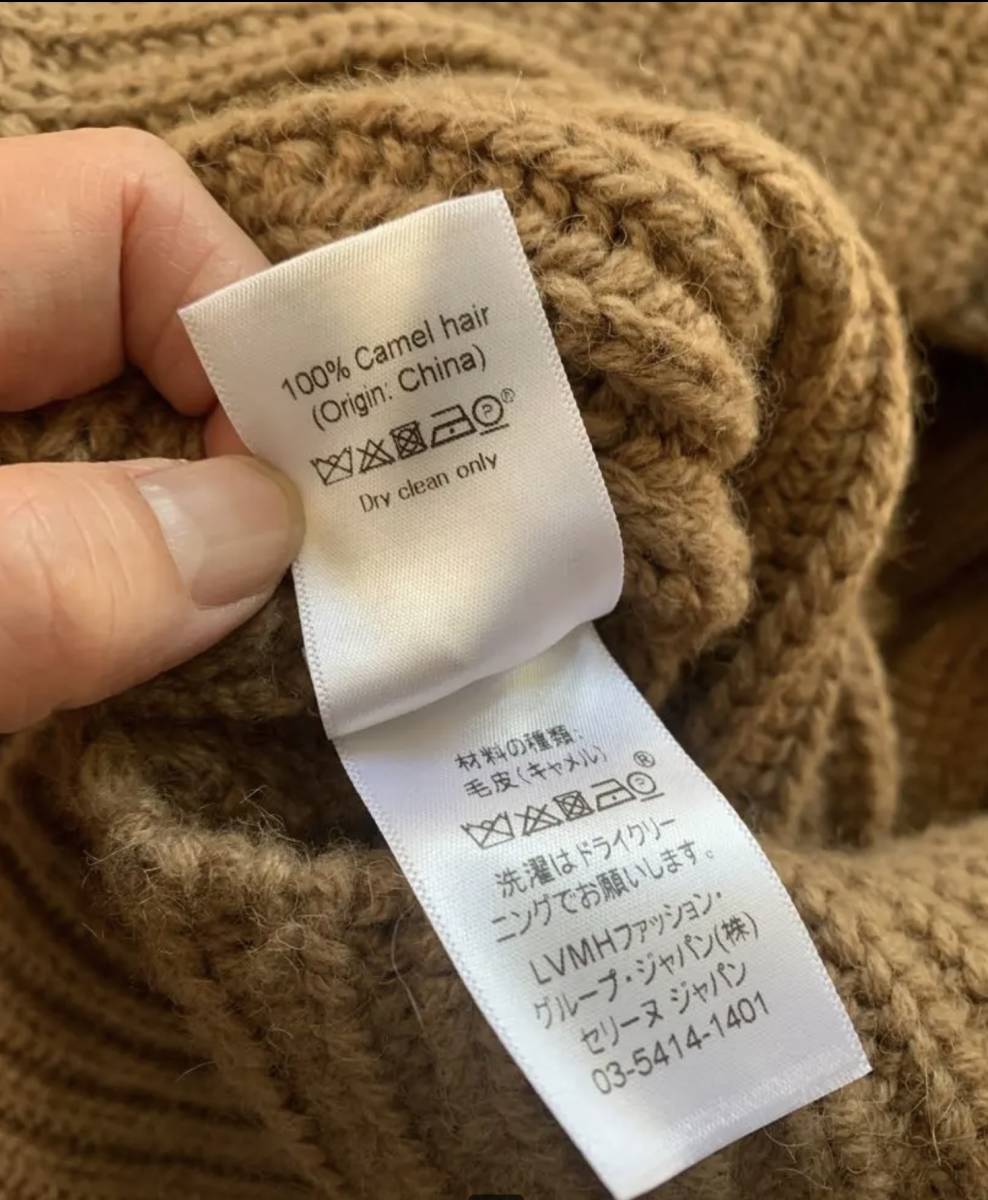 100% Camel hair
(Origin: China)
P®
Dry clean only
材料の種類:
毛皮(キャメル)
P®
洗濯はドライクリー
ニングでお願いします。
LVMHファッション・
グループ・ジャパン(株)
セリーヌ ジャパン
03-5414-1401